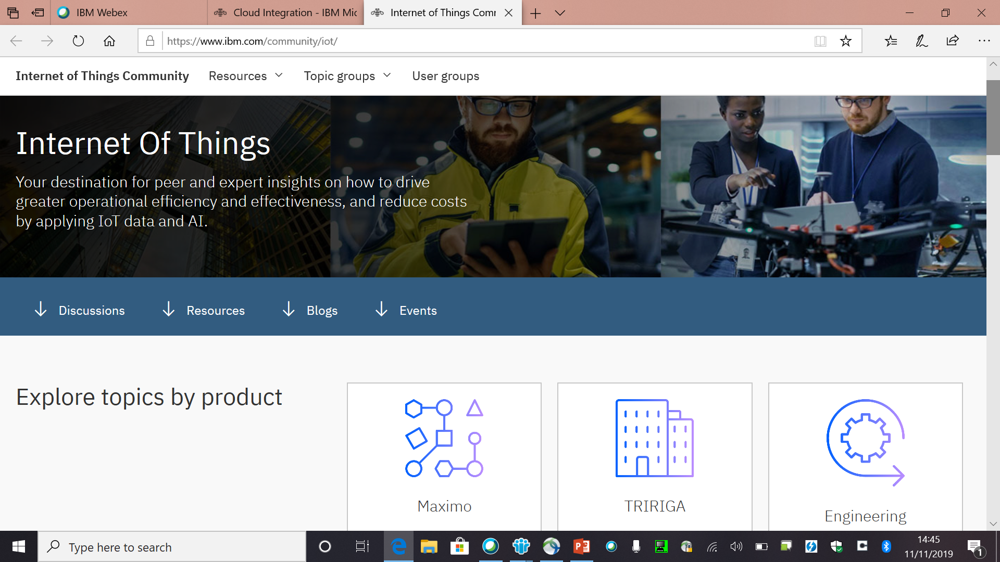 IBM Webex
Cloud Integration - IBM Mic
Internet of Things Comm
https://www.ibm.com/community/iot/
Internet of Things Community Resources Topic groups User groups
Internet Of Things
Your destination for peer and expert insights on how to drive
greater operational efficiency and effectiveness, and reduce costs
by applying IoT data and AI.
Discussions Resources Blogs Events
Explore topics by product
Maximo
TRIRIGA
Engineering
Type here to search
14:45
11/11/2019
1